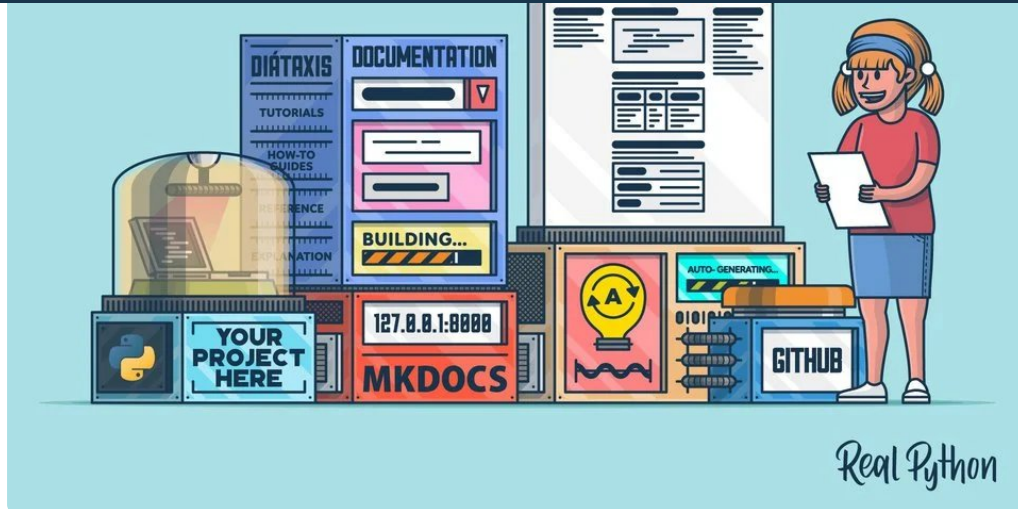 DIÁTAXIS
TUTORIALS
HOW-TO
GUIDES
REFERENCE
EXPLANATION
DOCUMENTATION
BUILDING...
127.0.0.1:8000
MKDOCS
YOUR
PROJECT
HERE
A
AUTO- GENERATING...
GITHUB
Real Python